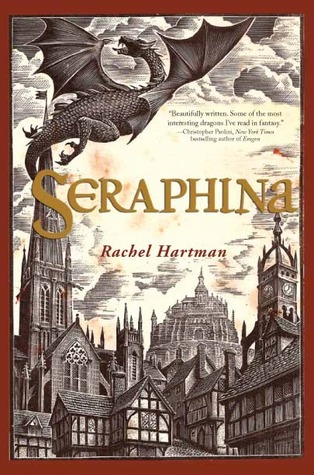 "Beautifully written. Some of the most
interesting dragons I've read in fantasy."
—Christopher Paolini, New York Times
bestselling author of Eragon
SERAPHINA
Rachel Hartman